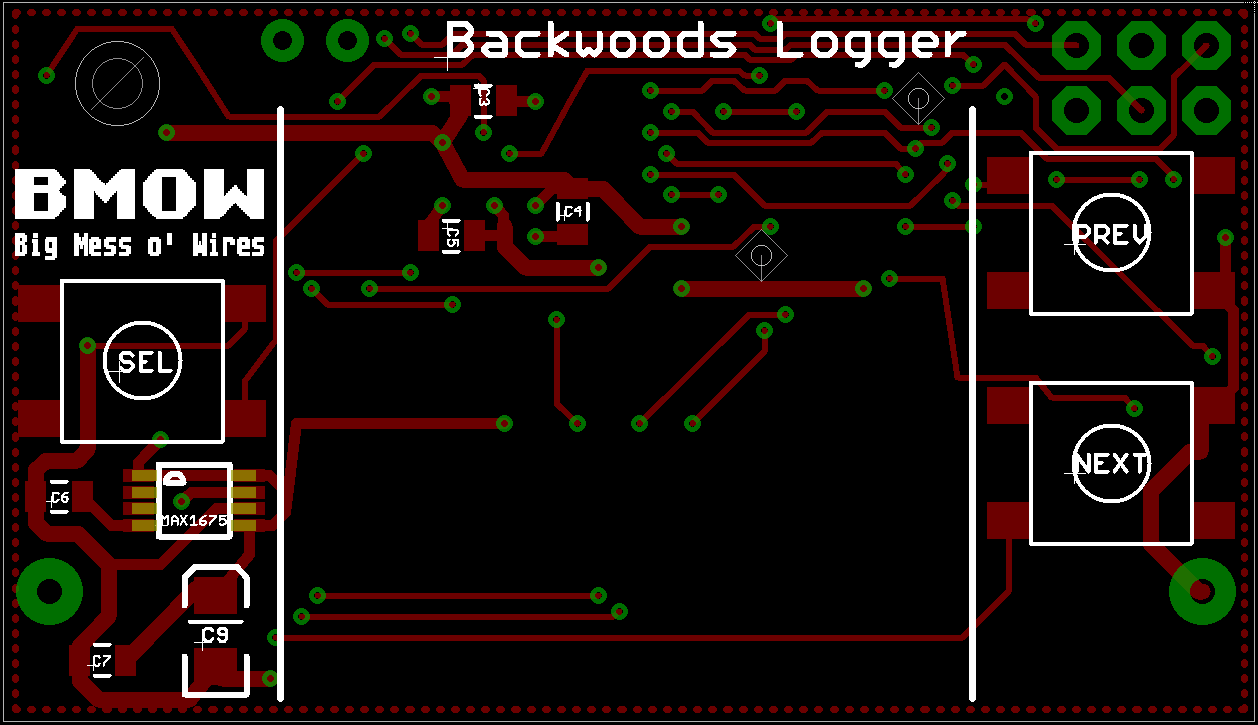 Backwoods Logger
C3
BMOW
Big Mess o' Wires
C4
C5
PREV
SEL
NEXT
C6
MAX1675
C9
C7